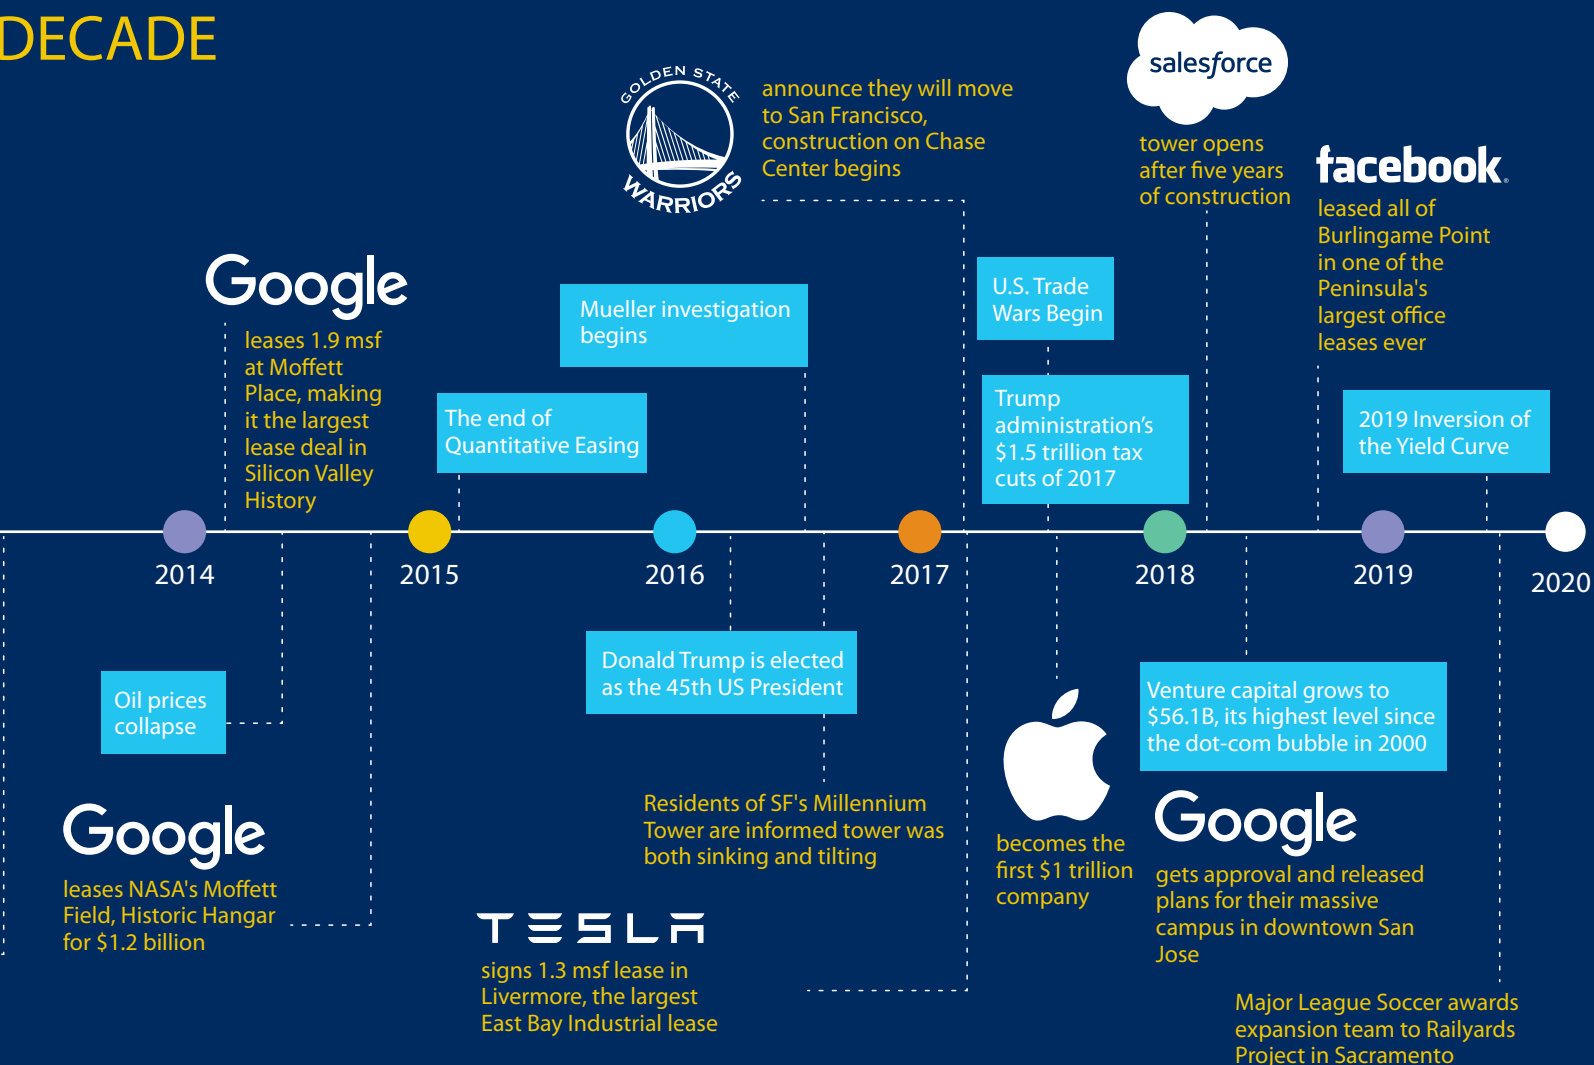 DECADE
GOLDEN STATE
WARRIORS
announce they will move
to San Francisco,
construction on Chase
Center begins
salesforce
tower opens
after five years
of construction
facebook
leased all of
Burlingame Point
in one of the
Peninsula's
largest office
leases ever
Google
leases 1.9 msf
at Moffett
Place, making
it the largest
lease deal in
Silicon Valley
History
The end of
Quantitative Easing
Mueller investigation
begins
U.S. Trade
Wars Begin
Trump
administration’s
$1.5 trillion tax
cuts of 2017
2019 Inversion of
the Yield Curve
2014
2015
2016
2017
2018
2019
2020
Oil prices
collapse
Google
leases NASA's Moffett
Field, Historic Hangar
for $1.2 billion
Donald Trump is elected
as the 45th US President
Residents of SF's Millennium
Tower are informed tower was
both sinking and tilting
TESLA
signs 1.3 msf lease in
Livermore, the largest
East Bay Industrial lease
becomes the
first $1 trillion
company
Venture capital grows to
$56.1B, its highest level since
the dot-com bubble in 2000
Google
gets approval and released
plans for their massive
campus in downtown San
Jose
Major League Soccer awards
expansion team to Railyards
Project in Sacramento